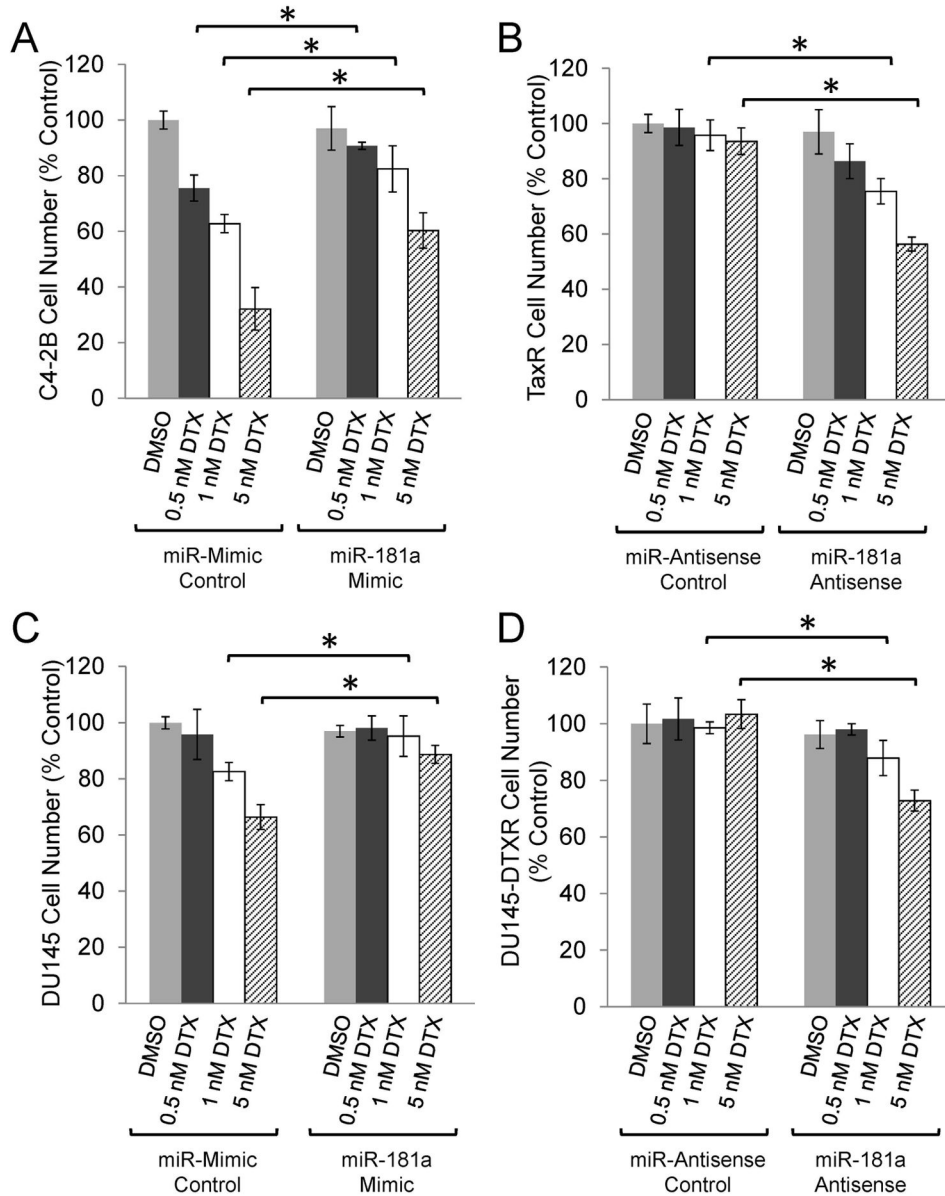 A
*
*
*
C4-2B Cell Number (% Control)
120
100
80
60
40
20
0
DMSO
0.5 nM DTX
1 nM DTX
5 nM DTX
DMSO
0.5 nM DTX
1 nM DTX
5 nM DTX
miR-Mimic
Control
miR-181a
Mimic
B
*
*
TaxR Cell Number (% Control)
120
100
80
60
40
20
0
DMSO
0.5 nM DTX
1 nM DTX
5 nM DTX
DMSO
0.5 nM DTX
1 nM DTX
5 nM DTX
miR-Antisense
Control
miR-181a
Antisense
C
*
*
DU145 Cell Number (% Control)
120
100
80
60
40
20
0
DMSO
0.5 nM DTX
1 nM DTX
5 nM DTX
DMSO
0.5 nM DTX
1 nM DTX
5 nM DTX
miR-Mimic
Control
miR-181a
Mimic
D
*
*
DU145-DTXR Cell Number
(% Control)
120
100
80
60
40
20
0
DMSO
0.5 nM DTX
1 nM DTX
5 nM DTX
DMSO
0.5 nM DTX
1 nM DTX
5 nM DTX
miR-Antisense
Control
miR-181a
Antisense